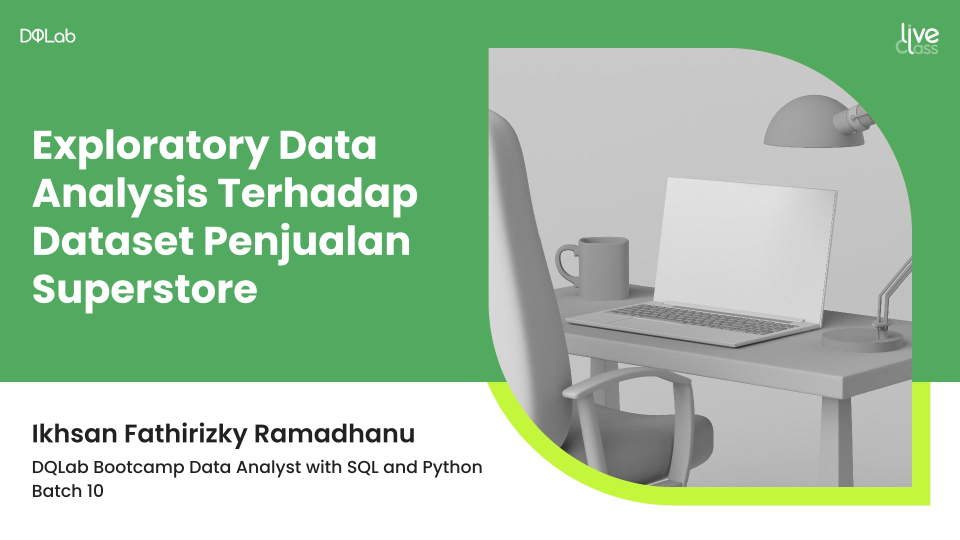 DQLab
live
Class
Exploratory Data
Analysis Terhadap
Dataset Penjualan
Superstore
Ikhsan Fathirizky Ramadhanu
DQLab Bootcamp Data Analyst with SQL and Python
Batch 10